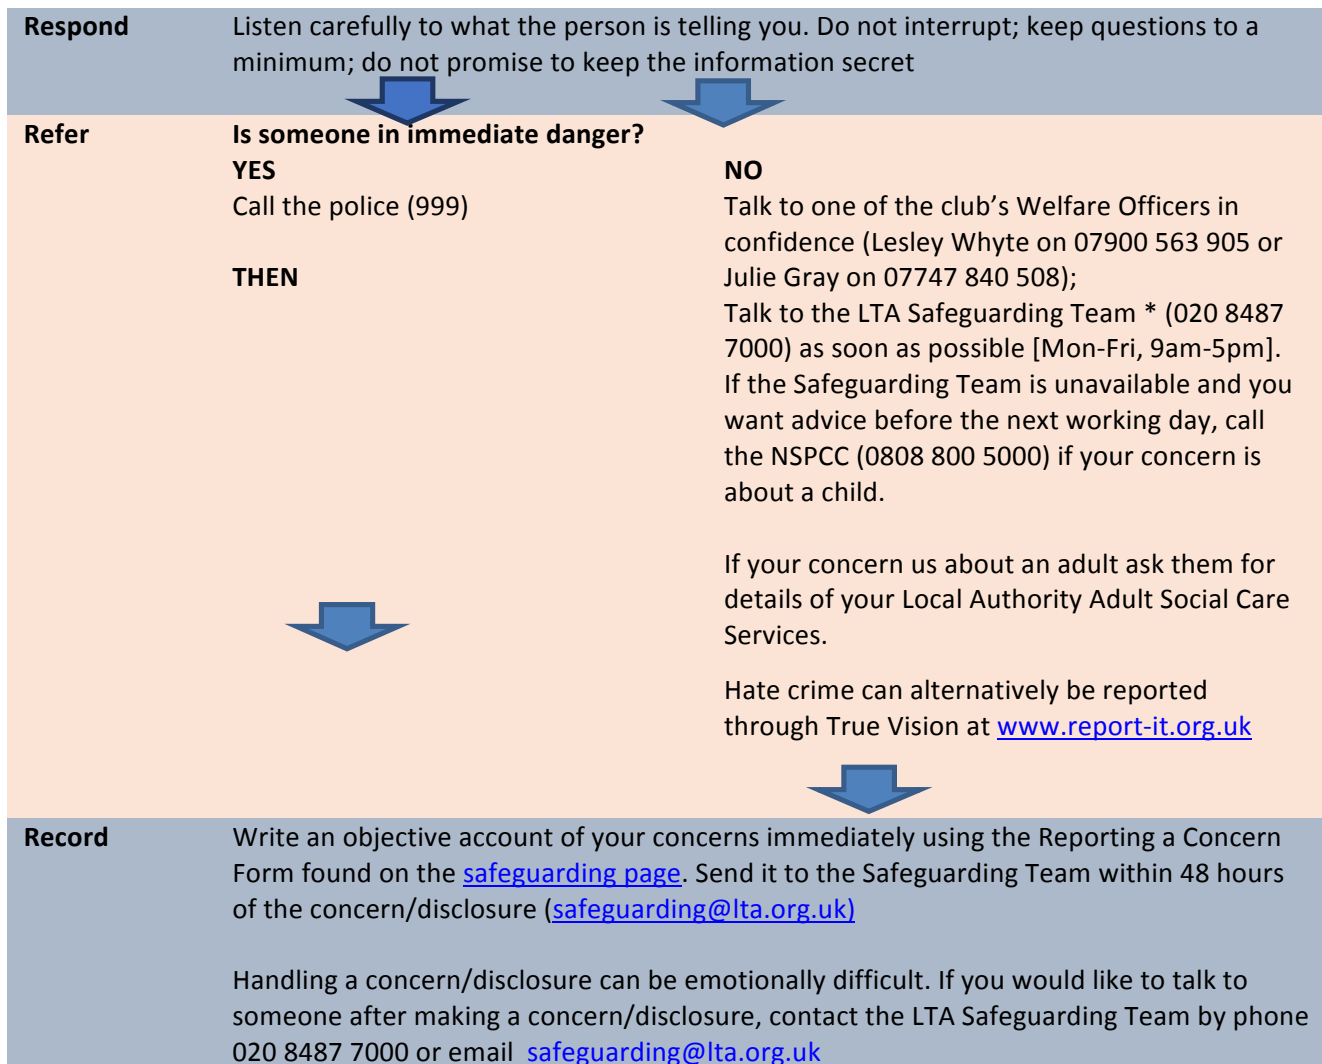 Respond
Listen carefully to what the person is telling you. Do not interrupt; keep questions to a
minimum; do not promise to keep the information secret
Refer
Is someone in immediate danger?
YES
Call the police (999)
THEN
NO
Talk to one of the club's Welfare Officers in
confidence (Lesley Whyte on 07900 563 905 or
Julie Gray on 07747 840 508);
Talk to the LTA Safeguarding Team * (020 8487
7000) as soon as possible [Mon-Fri, 9am-5pm].
If the Safeguarding Team is unavailable and you
want advice before the next working day, call
the NSPCC (0808 800 5000) if your concern is
about a child.
If your concern us about an adult ask them for
details of your Local Authority Adult Social Care
Services.
Hate crime can alternatively be reported
through True Vision at www.report-it.org.uk
Record
Write an objective account of your concerns immediately using the Reporting a Concern
Form found on the safeguarding page. Send it to the Safeguarding Team within 48 hours
of the concern/disclosure (safeguarding@lta.org.uk)
Handling a concern/disclosure can be emotionally difficult. If you would like to talk to
someone after making a concern/disclosure, contact the LTA Safeguarding Team by phone
020 8487 7000 or email safeguarding@lta.org.uk